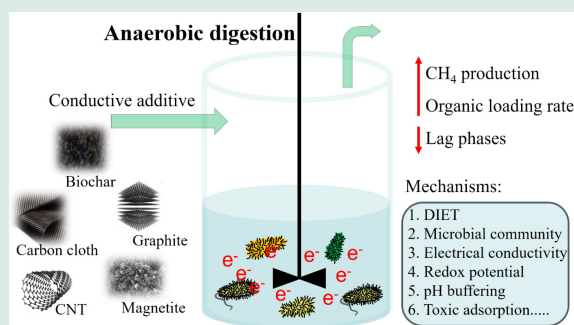 Anaerobic digestion
Conductive additive
Biochar
Carbon cloth
Graphite
CNT
Magnetite
e-
e-
e-
e-
e-
e-
e-
e-
e-
e-
CH4 production
Organic loading rate
Lag phases
Mechanisms:
1. DIET
2. Microbial community
3. Electrical conductivity
4. Redox potential
5. pH buffering
6. Toxic adsorption.....